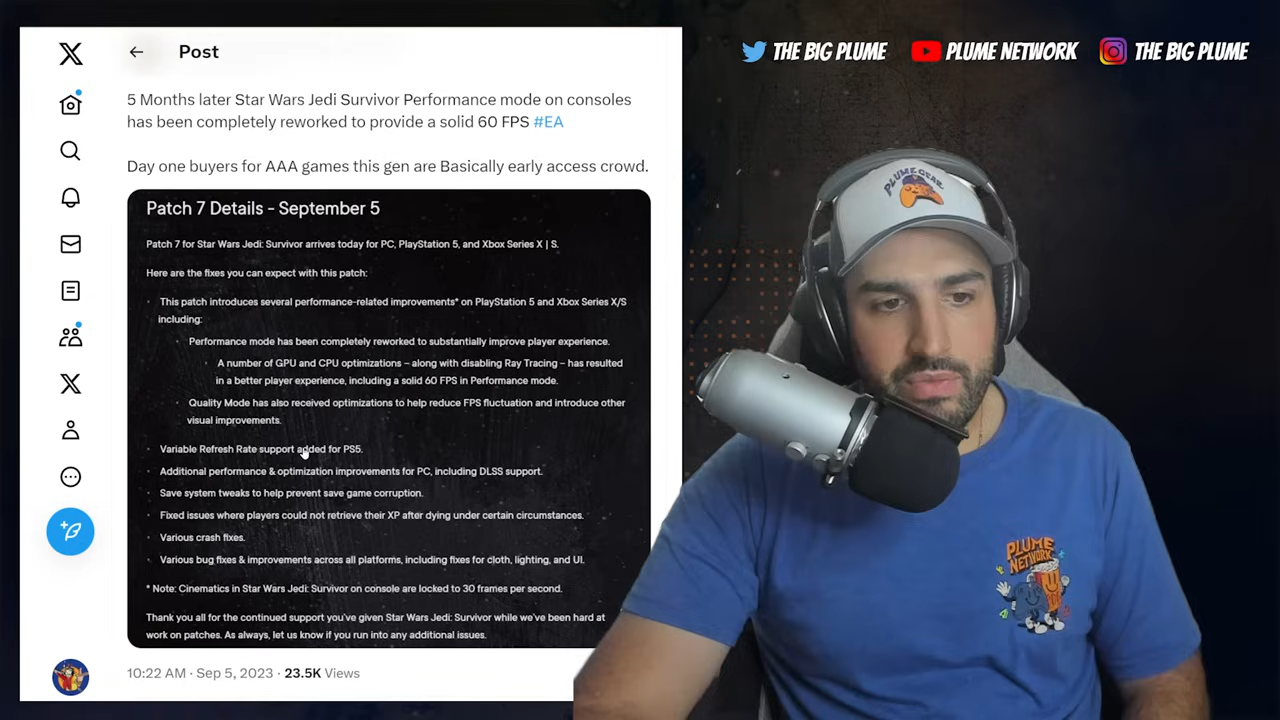 Post
5 Months later Star Wars Jedi Survivor Performance mode on consoles
has been completely reworked to provide a solid 60 FPS #EA
Day one buyers for AAA games this gen are Basically early access crowd.
Patch 7 Details - September 5
Patch 7 for Star Wars Jedi: Survivor arrives today for PC, PlayStation 5, and Xbox Series X | S.
Here are the fixes you can expect with this patch:
This patch introduces several performance-related improvements* on PlayStation 5 and Xbox Series X/S
including:
Performance mode has been completely reworked to substantially improve player experience.
A number of GPU and CPU optimizations – along with disabling Ray Tracing – has resulted
in a better player experience, including a solid 60 FPS in Performance mode.
Quality Mode has also received optimizations to help reduce FPS fluctuation and introduce other
visual improvements.
Variable Refresh Rate support added for PS5.
Additional performance & optimization improvements for PC, including DLSS support.
Save system tweaks to help prevent save game corruption.
Fixed issues where players could not retrieve their XP after dying under certain circumstances.
Various crash fixes.
Various bug fixes & improvements across all platforms, including fixes for cloth, lighting, and UI.
* Note: Cinematics in Star Wars Jedi: Survivor on console are locked to 30 frames per second.
Thank you all for the continued support you've given Star Wars Jedi: Survivor while we've been hard at
work on patches. As always, let us know if you run into any additional issues.
10:22 AM · Sep 5, 2023 · 23.5K Views
THE BIG PLUME
PLUME NETWORK
THE BIG PLUME
PLUME GEAR
PLUME
NETWORK